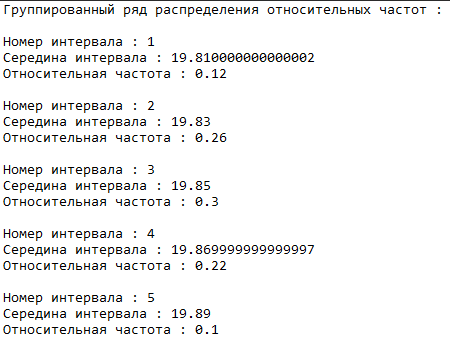 Группированный ряд распределения относительных частот :
Номер интервала : 1
Середина интервала : 19.810000000000002
Относительная частота : 0.12
Номер интервала : 2
Середина интервала : 19.83
Относительная частота : 0.26
Номер интервала : 3
Середина интервала : 19.85
Относительная частота : 0.3
Номер интервала : 4
Середина интервала : 19.869999999999997
Относительная частота : 0.22
Номер интервала : 5
Середина интервала : 19.89
Относительная частота : 0.1